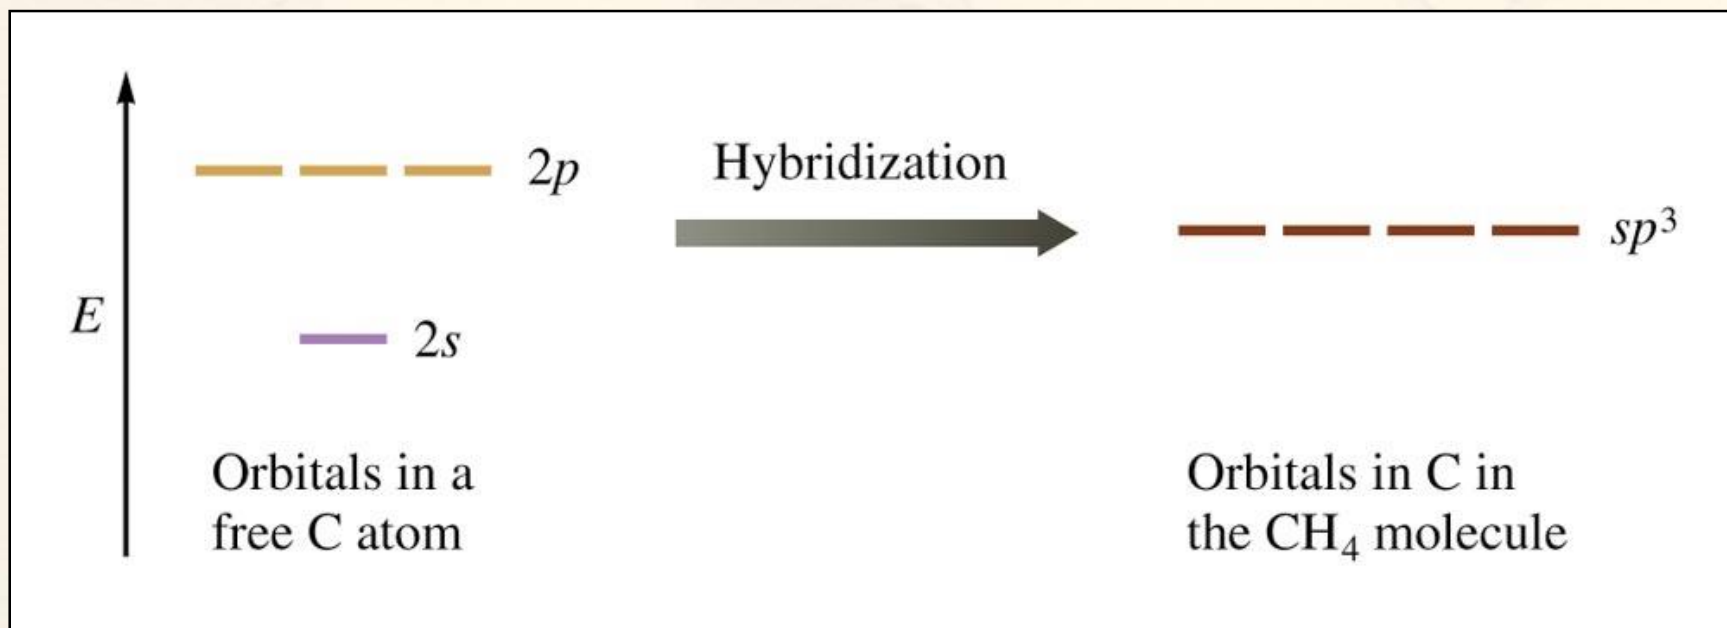 2p
Hybridization
sp³
E
2s
Orbitals in a
free C atom
Orbitals in C in
the CH₄ molecule